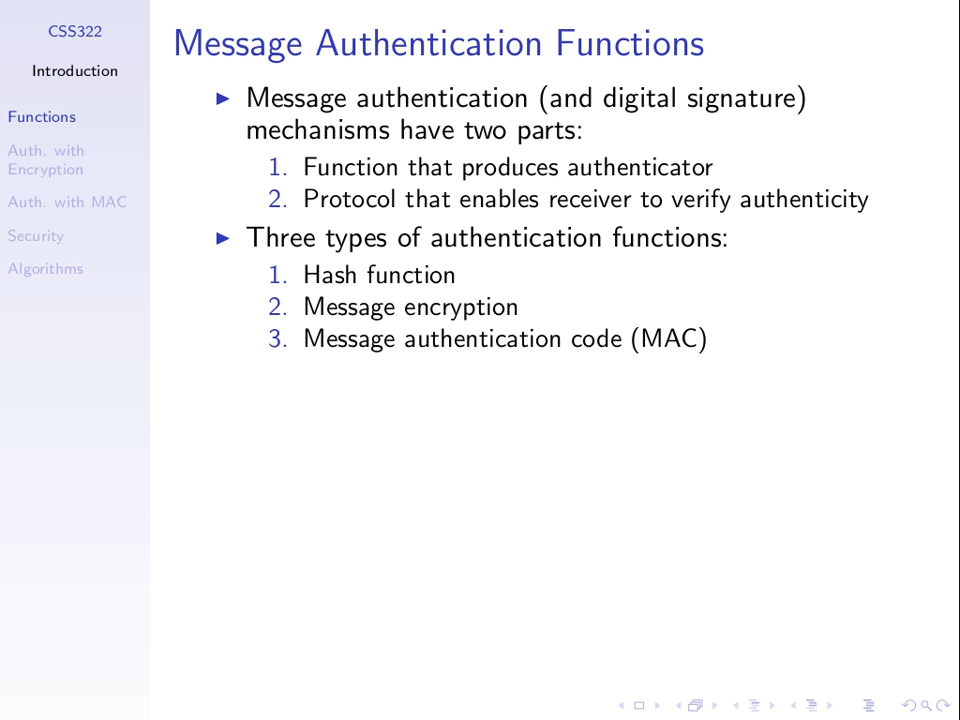 CSS322
Introduction
Functions
Auth. with
Encryption
Auth. with MAC
Security
Algorithms
Message Authentication Functions
Message authentication (and digital signature)
mechanisms have two parts:
1. Function that produces authenticator
2. Protocol that enables receiver to verify authenticity
Three types of authentication functions:
1. Hash function
2. Message encryption
3. Message authentication code (MAC)